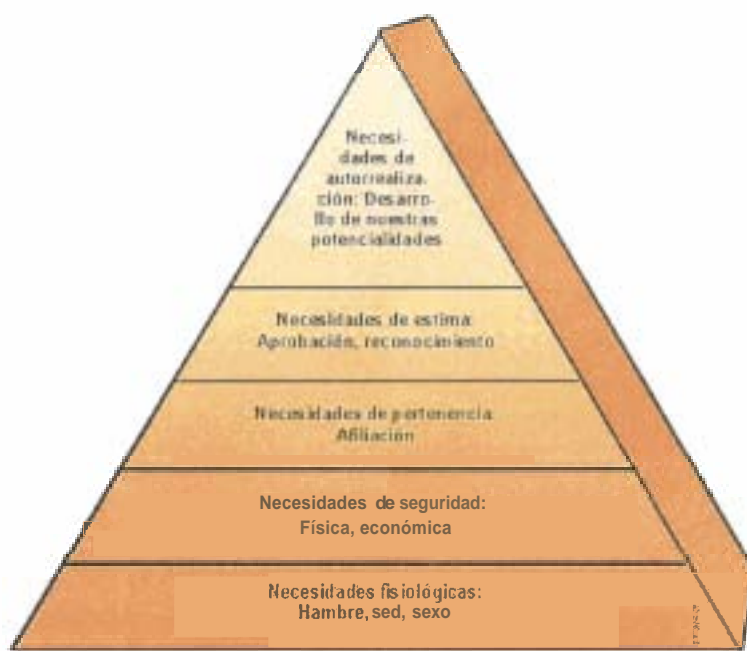 Necesi-
dades de
autorrealiza-
ción: Desarro-
llo de nuestras
potencialidades
Necesidades de estima
Aprobación, reconocimiento
Necesidades de pertenencia
Afiliación
Necesidades de seguridad:
Física, económica
Necesidades fisiológicas:
Hambre, sed, sexo